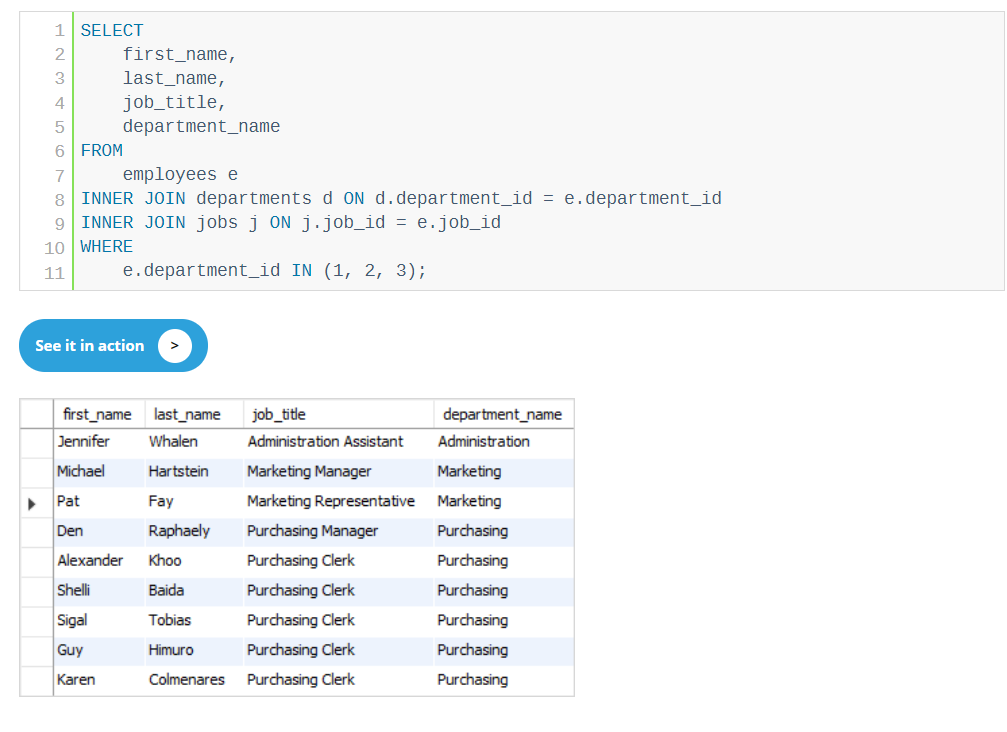 1 SELECT
2     first_name,
3     last_name,
4     job_title,
5     department_name
6 FROM
7     employees e
8 INNER JOIN departments d ON d.department_id = e.department_id
9 INNER JOIN jobs j ON j.job_id = e.job_id
10 WHERE
11     e.department_id IN (1, 2, 3);
See it in action >
first_name last_name job_title department_name
Jennifer Whalen Administration Assistant Administration
Michael Hartstein Marketing Manager Marketing
Pat Fay Marketing Representative Marketing
Den Raphaely Purchasing Manager Purchasing
Alexander Khoo Purchasing Clerk Purchasing
Shelli Baida Purchasing Clerk Purchasing
Sigal Tobias Purchasing Clerk Purchasing
Guy Himuro Purchasing Clerk Purchasing
Karen Colmenares Purchasing Clerk Purchasing